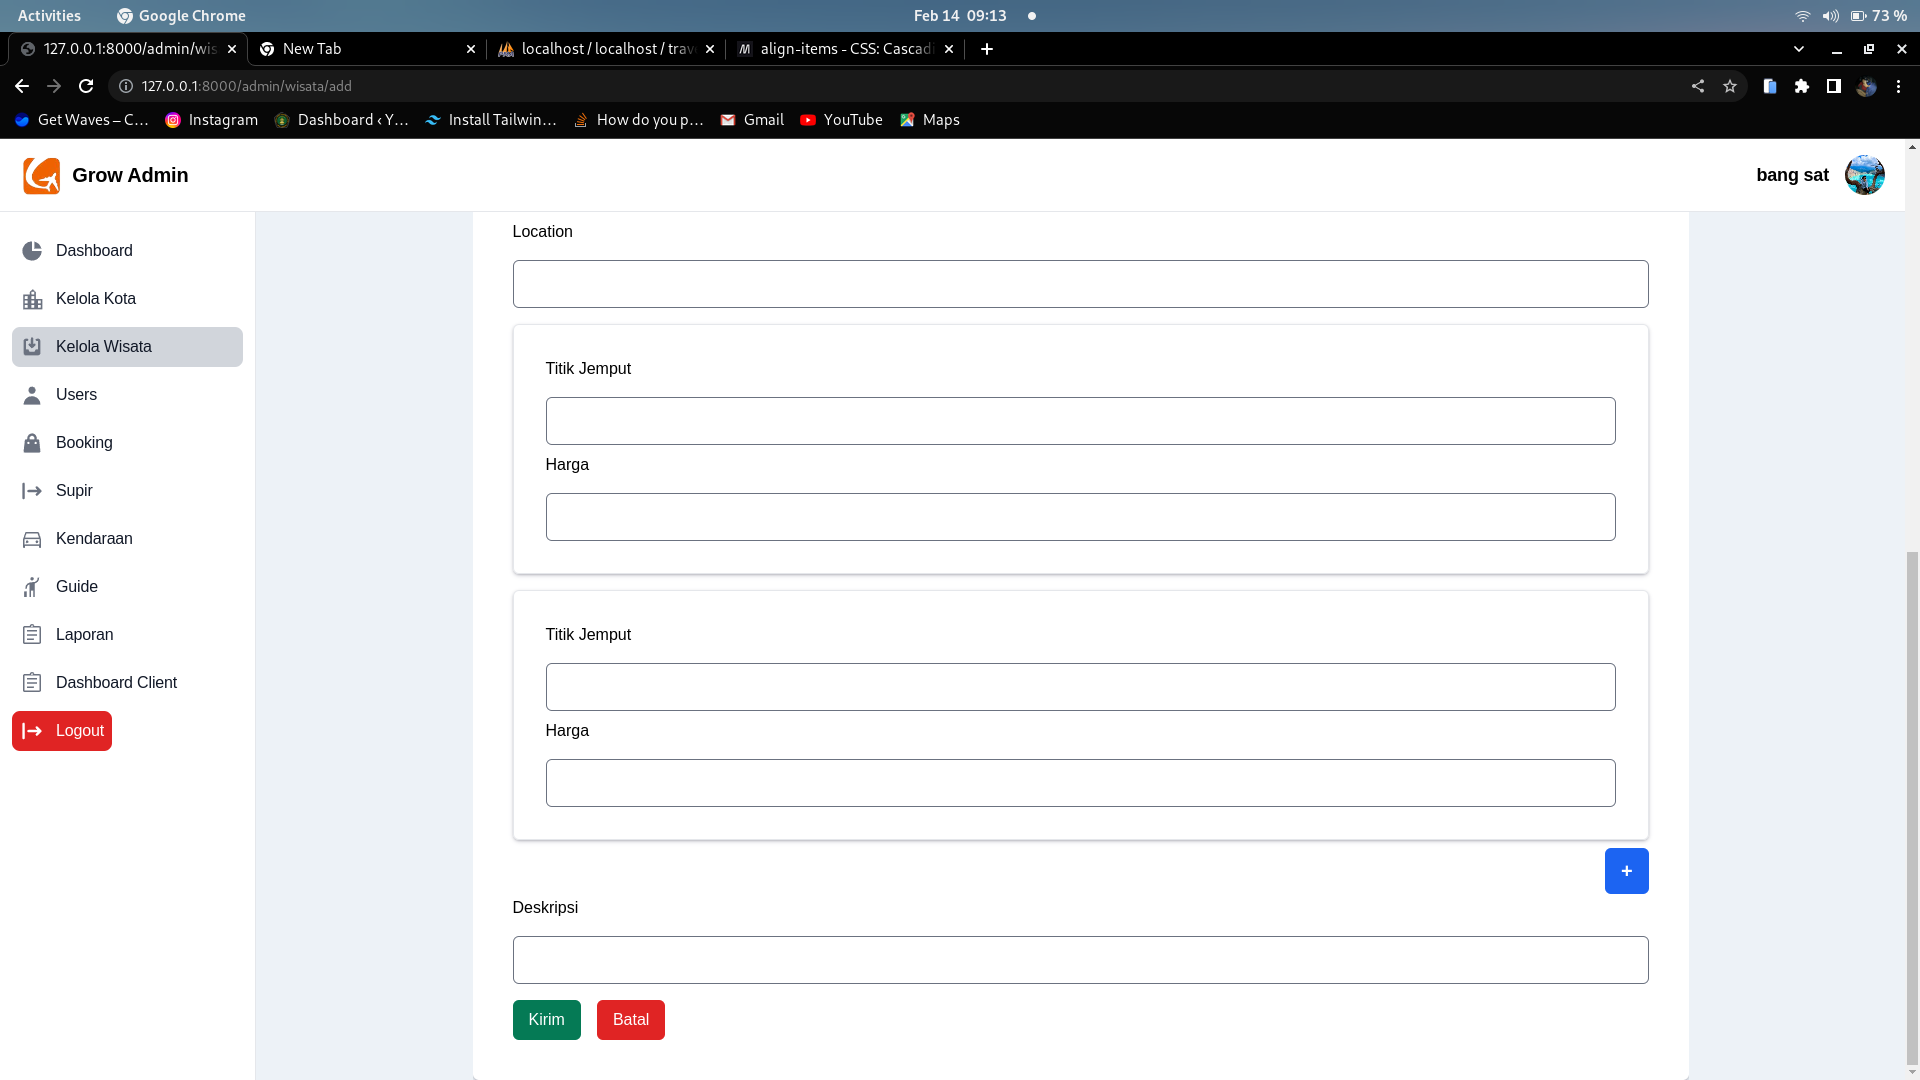 Activities
Google Chrome
Feb 14 09:13
73 %
127.0.0.1:8000/admin/wis
New Tab
localhost / localhost / trav
align-items - CSS: Cascadi
127.0.0.1:8000/admin/wisata/add
Get Waves – C...
Instagram
Dashboard ‹ Y...
Install Tailwin...
How do you p...
Gmail
YouTube
Maps
Grow Admin
bang sat
Dashboard
Kelola Kota
Kelola Wisata
Users
Booking
Supir
Kendaraan
Guide
Laporan
Dashboard Client
Logout
Location
Titik Jemput
Harga
Titik Jemput
Harga
+
Deskripsi
Kirim
Batal